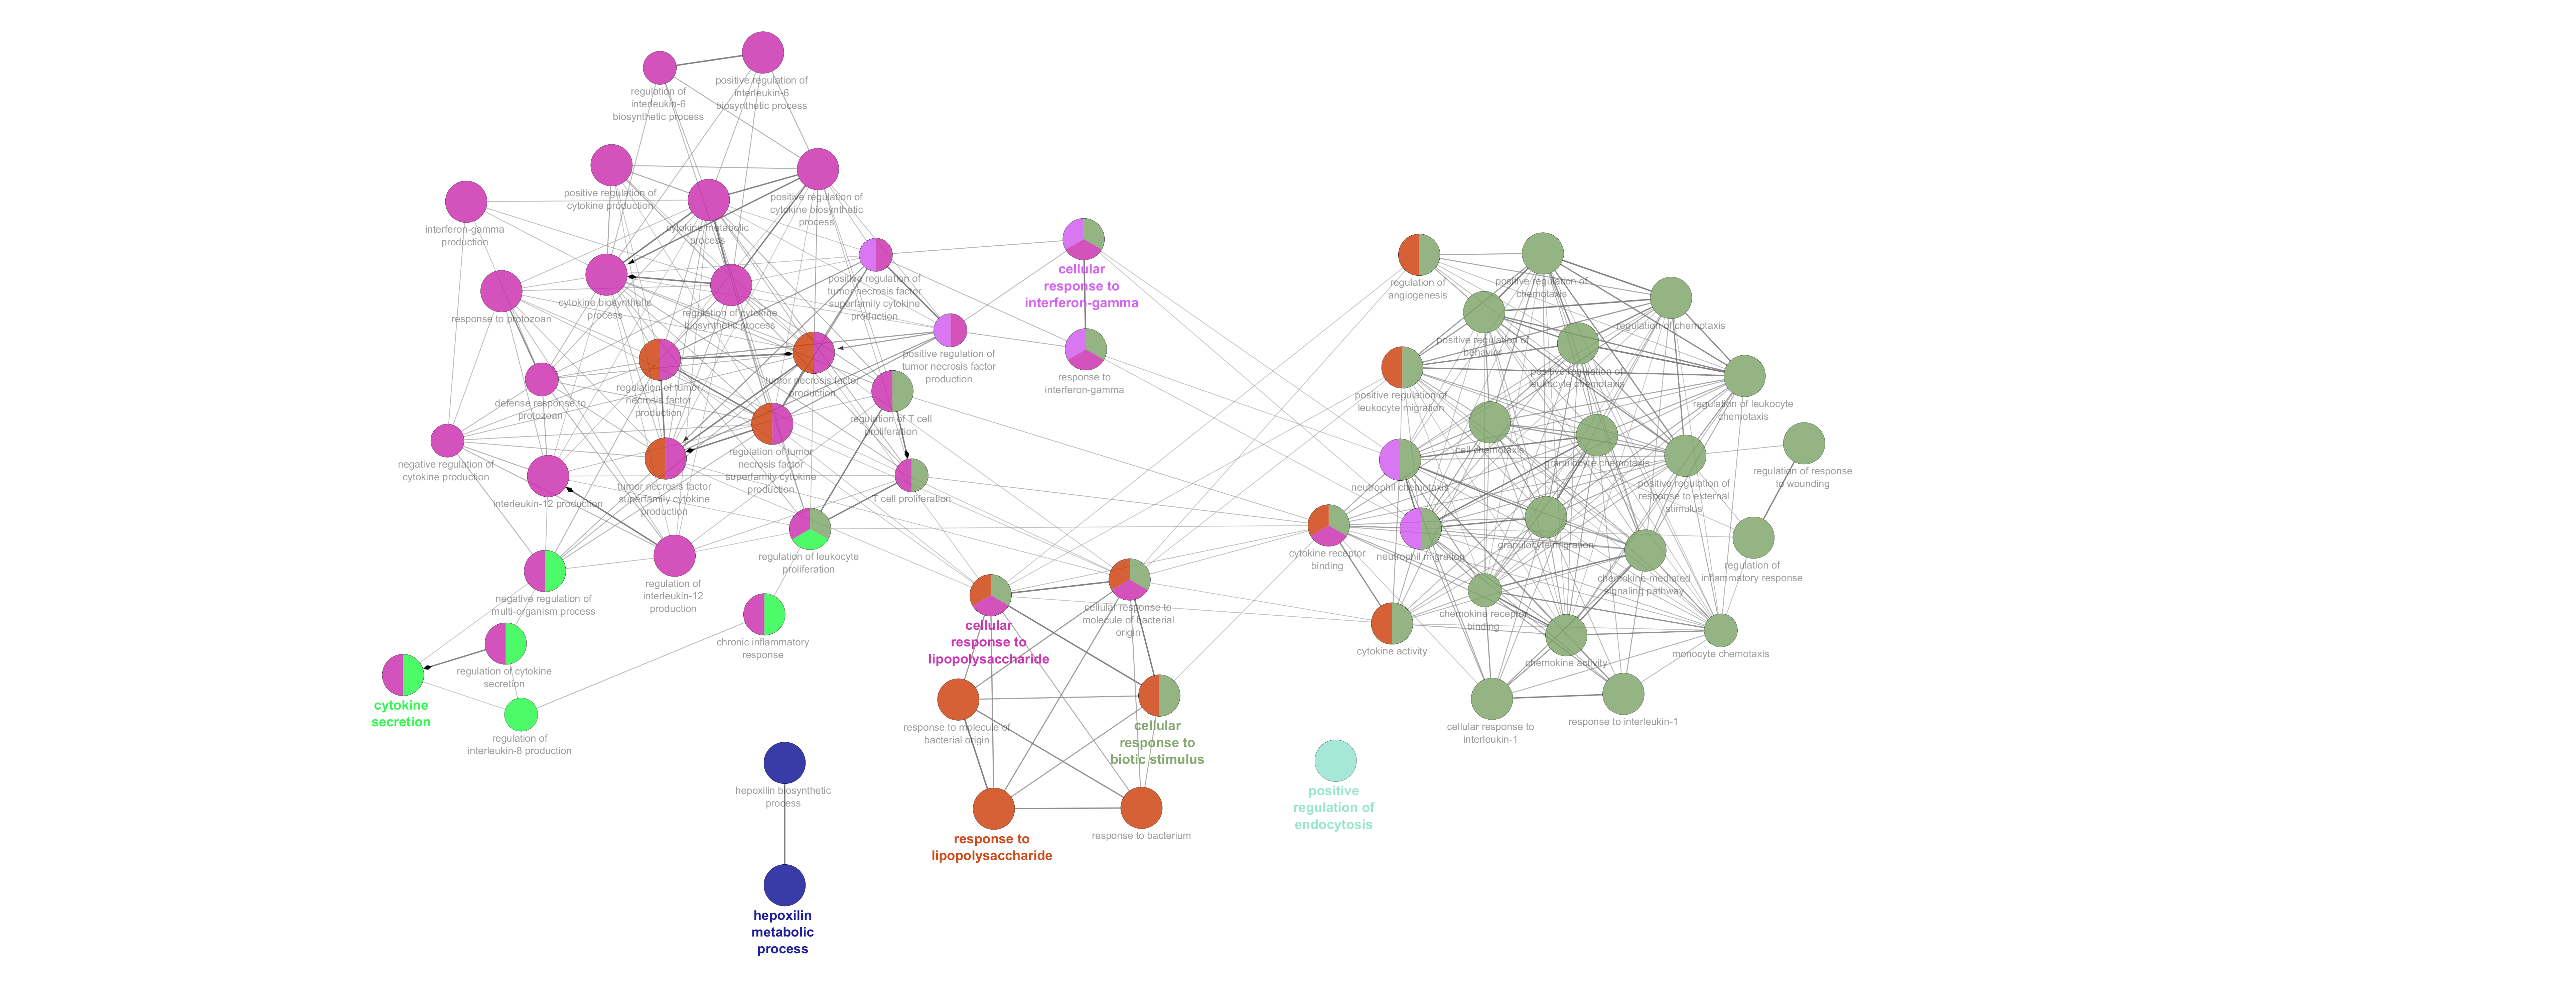 regulation of
interleukin-6
biosynthetic process
positive regulation of
interleukin-6
biosynthetic process
positive regulation of
cytokine production
cytokine metabolic
process
positive regulation of
cytokine biosynthetic
process
interferon-gamma
production
response to protozoan
cytokine biosynthetic
process
regulation of cytokine
biosynthetic process
positive regulation of
tumor necrosis factor
superfamily cytokine
production
positive regulation of
tumor necrosis factor
production
cellular
response to
interferon-gamma
response to
interferon-gamma
defense response to
protozoan
regulation of tumor
necrosis factor
production
tumor necrosis factor
production
regulation of T cell
proliferation
negative regulation of
cytokine production
interleukin-12 production
tumor necrosis factor
superfamily cytokine
production
regulation of tumor
necrosis factor
superfamily cytokine
production
T cell proliferation
regulation of leukocyte
proliferation
negative regulation of
multi-organism process
regulation of
interleukin-12
production
chronic inflammatory
response
regulation of cytokine
secretion
cytokine
secretion
regulation of
interleukin-8 production
hepoxilin biosynthetic
process
hepoxilin
metabolic
process
cellular
response to
lipopolysaccharide
cellular response to
molecule of bacterial
origin
response to molecule of
bacterial origin
cellular
response to
biotic stimulus
response to
lipopolysaccharide
response to bacterium
positive
regulation of
endocytosis
regulation of
angiogenesis
positive regulation of
chemotaxis
regulation of chemotaxis
positive regulation of
behavior
positive regulation of
leukocyte chemotaxis
positive regulation of
leukocyte migration
regulation of leukocyte
chemotaxis
cell chemotaxis
granulocyte chemotaxis
neutrophil chemotaxis
positive regulation of
response to external
stimulus
regulation of response
to wounding
cytokine receptor
binding
neutrophil migration
granulocyte migration
chemokine-mediated
signaling pathway
regulation of
inflammatory response
chemokine receptor
binding
cytokine activity
chemokine activity
monocyte chemotaxis
cellular response to
interleukin-1
response to interleukin-1